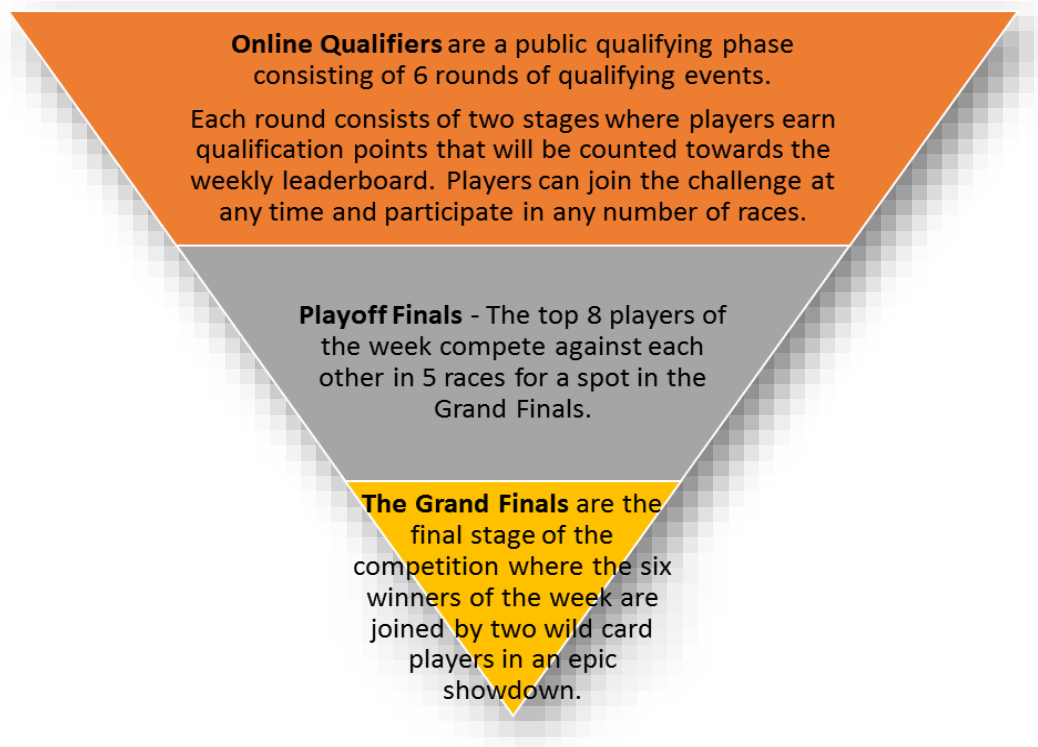 Online Qualifiers are a public qualifying phase
consisting of 6 rounds of qualifying events.
Each round consists of two stages where players earn
qualification points that will be counted towards the
weekly leaderboard. Players can join the challenge at
any time and participate in any number of races.
Playoff Finals - The top 8 players of
the week compete against each
other in 5 races for a spot in the
Grand Finals.
The Grand Finals are the
final stage of the
competition where the six
winners of the week are
joined by two wild card
players in an epic
showdown.